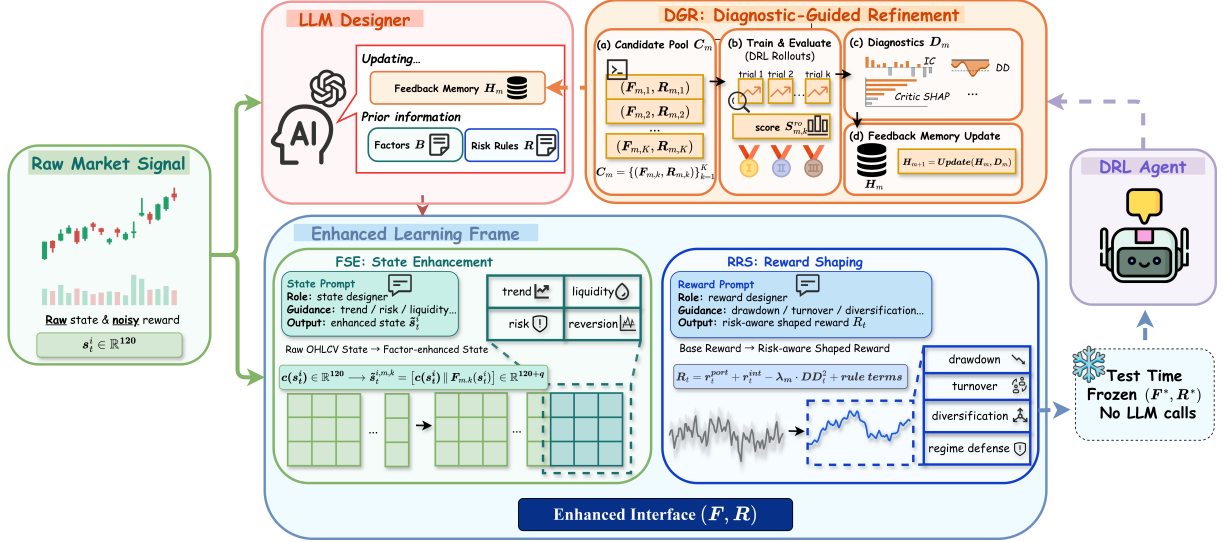 Raw Market Signal
Raw state & noisy reward
s_t^i ∈ ℝ^120
LLM Designer
AI
Updating…
Feedback Memory H_m
Prior information
Factors B
Risk Rules R
DGR: Diagnostic-Guided Refinement
(a) Candidate Pool C_m
(F_{m,1}, R_{m,1})
(F_{m,2}, R_{m,2})
...
(F_{m,K}, R_{m,K})
C_m = {(F_{m,k}, R_{m,k})}_{k=1}^K
(b) Train & Evaluate
(DRL Rollouts)
trial 1 trial 2 ... trial k
score S_{m,k}^{ro}
I II III
(c) Diagnostics D_m
IC
DD
Critic SHAP
...
(d) Feedback Memory Update
H_m
H_{m+1} = Update(H_m, D_m)
Enhanced Learning Frame
FSE: State Enhancement
State Prompt
Role: state designer
Guidance: trend / risk / liquidity...
Output: enhanced state s̃_t^i
trend
liquidity
risk
reversion
Raw OHLCV State → Factor-enhanced State
c(s_t^i) ∈ ℝ^120 ⟶ s̃_t^{i,m,k} = [c(s_t^i) ∥ F_{m,k}(s_t^i)] ∈ ℝ^{120+q}
... ...
RRS: Reward Shaping
Reward Prompt
Role: reward designer
Guidance: drawdown / turnover / diversification...
Output: risk-aware shaped reward R_t
Base Reward → Risk-aware Shaped Reward
R_t = r_t^{port} + r_t^{int} − λ_m · DD_t^2 + rule terms
drawdown
turnover
diversification
regime defense
Enhanced Interface (F, R)
DRL Agent
Test Time
Frozen (F*, R*)
No LLM calls